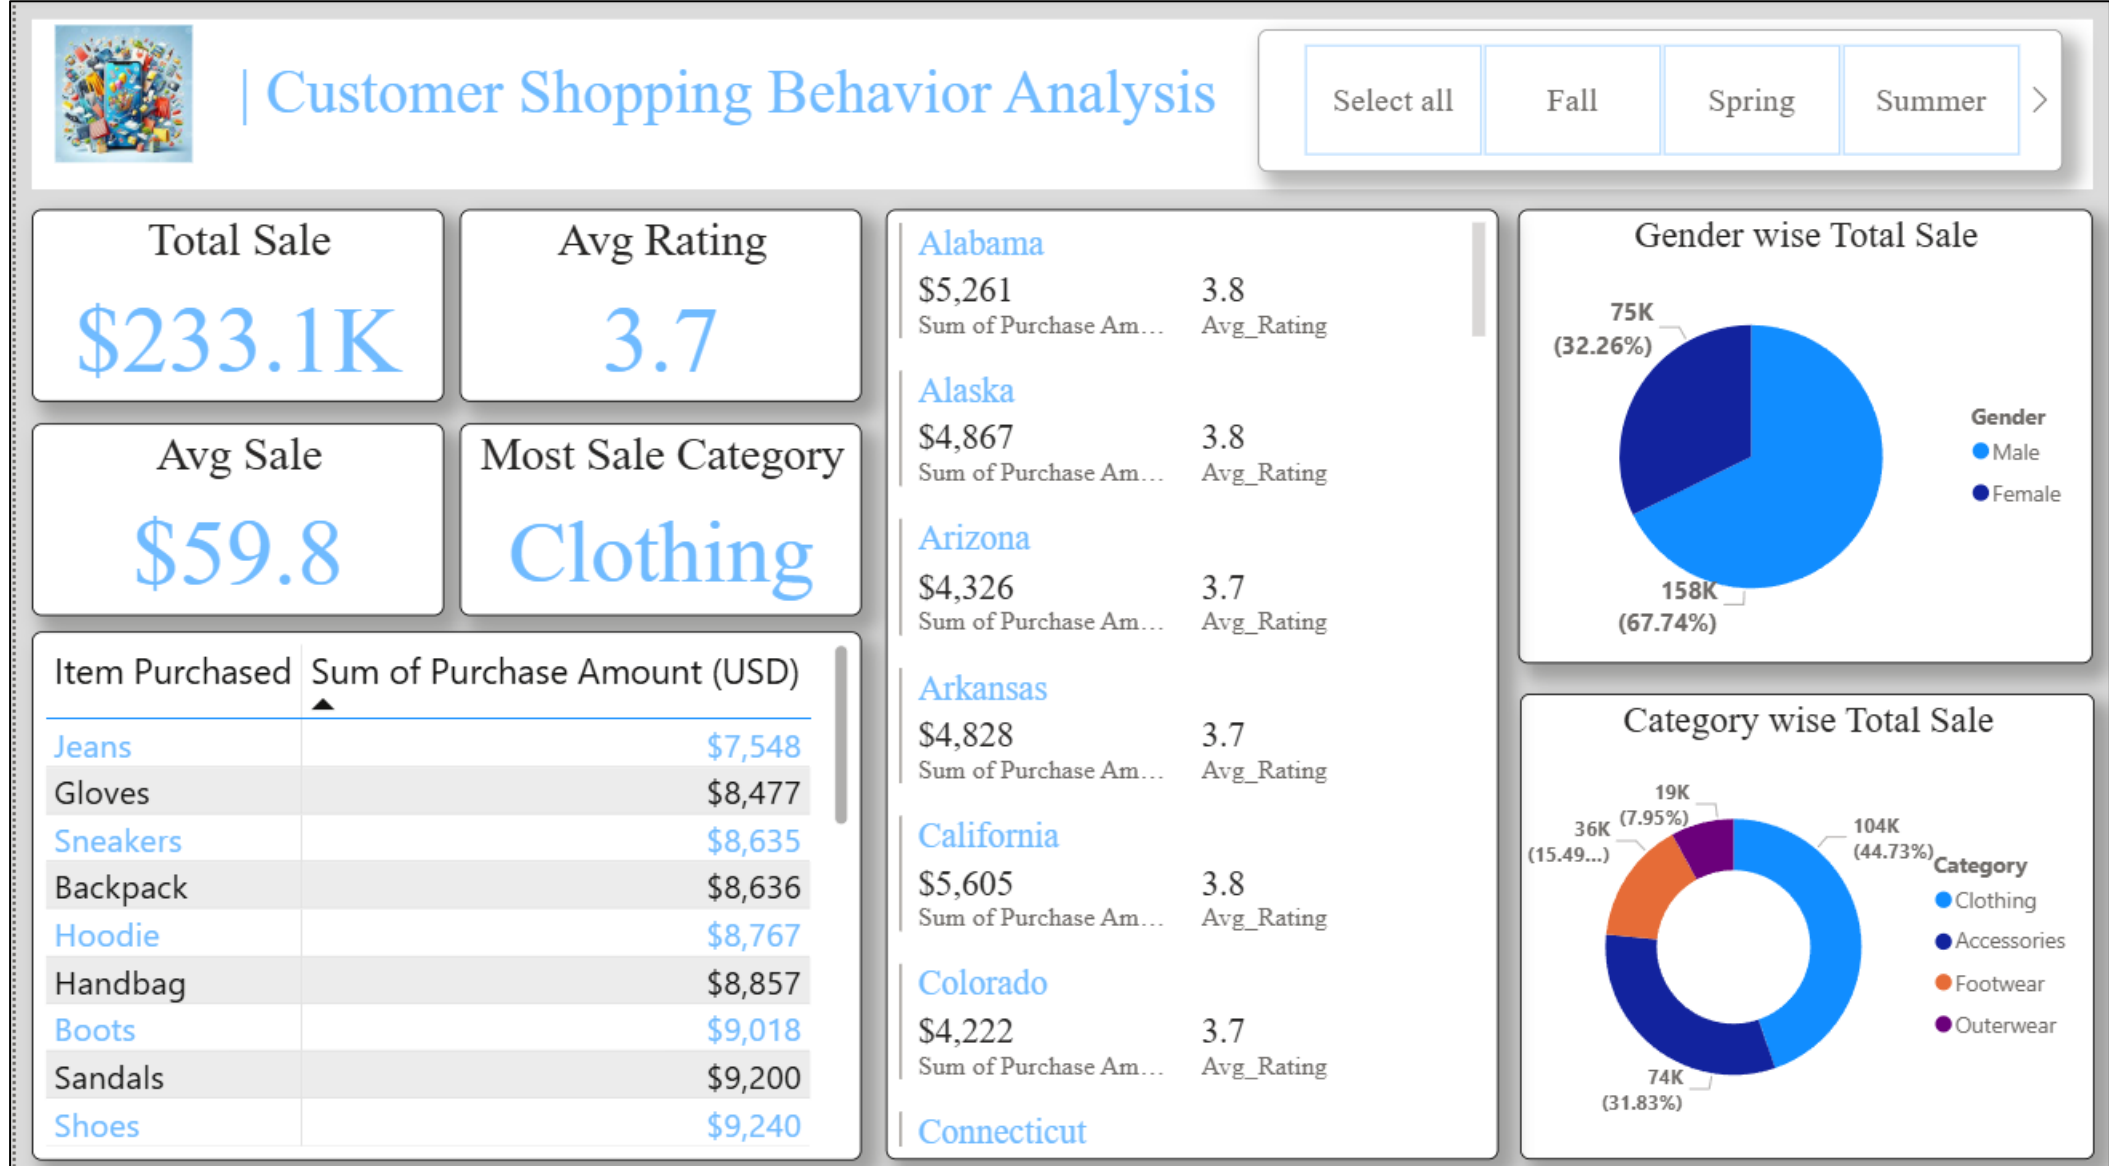 | Customer Shopping Behavior Analysis
Select all
Fall
Spring
Summer
Total Sale
$233.1K
Avg Rating
3.7
Avg Sale
$59.8
Most Sale Category
Clothing
Item Purchased Sum of Purchase Amount (USD)
Jeans $7,548
Gloves $8,477
Sneakers $8,635
Backpack $8,636
Hoodie $8,767
Handbag $8,857
Boots $9,018
Sandals $9,200
Shoes $9,240
Alabama
$5,261 3.8
Sum of Purchase Am... Avg_Rating
Alaska
$4,867 3.8
Sum of Purchase Am... Avg_Rating
Arizona
$4,326 3.7
Sum of Purchase Am... Avg_Rating
Arkansas
$4,828 3.7
Sum of Purchase Am... Avg_Rating
California
$5,605 3.8
Sum of Purchase Am... Avg_Rating
Colorado
$4,222 3.7
Sum of Purchase Am... Avg_Rating
Connecticut
Gender wise Total Sale
75K
(32.26%)
158K
(67.74%)
Gender
Male
Female
Category wise Total Sale
19K
(7.95%)
36K
(15.49...)
104K
(44.73%)
74K
(31.83%)
Category
Clothing
Accessories
Footwear
Outerwear